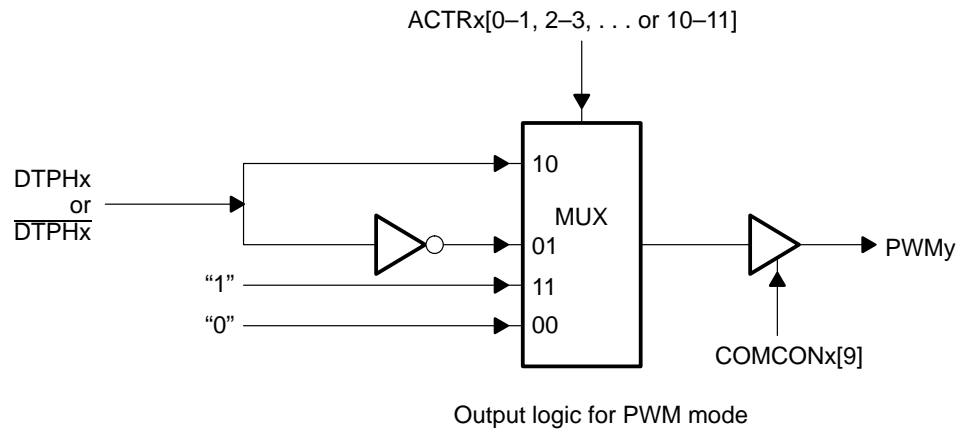 ACTRx[0–1, 2–3, . . . or 10–11]
DTPHx
or
DTPHx
10
MUX
01
PWMy
“1”
11
“0”
00
COMCONx[9]
Output logic for PWM mode